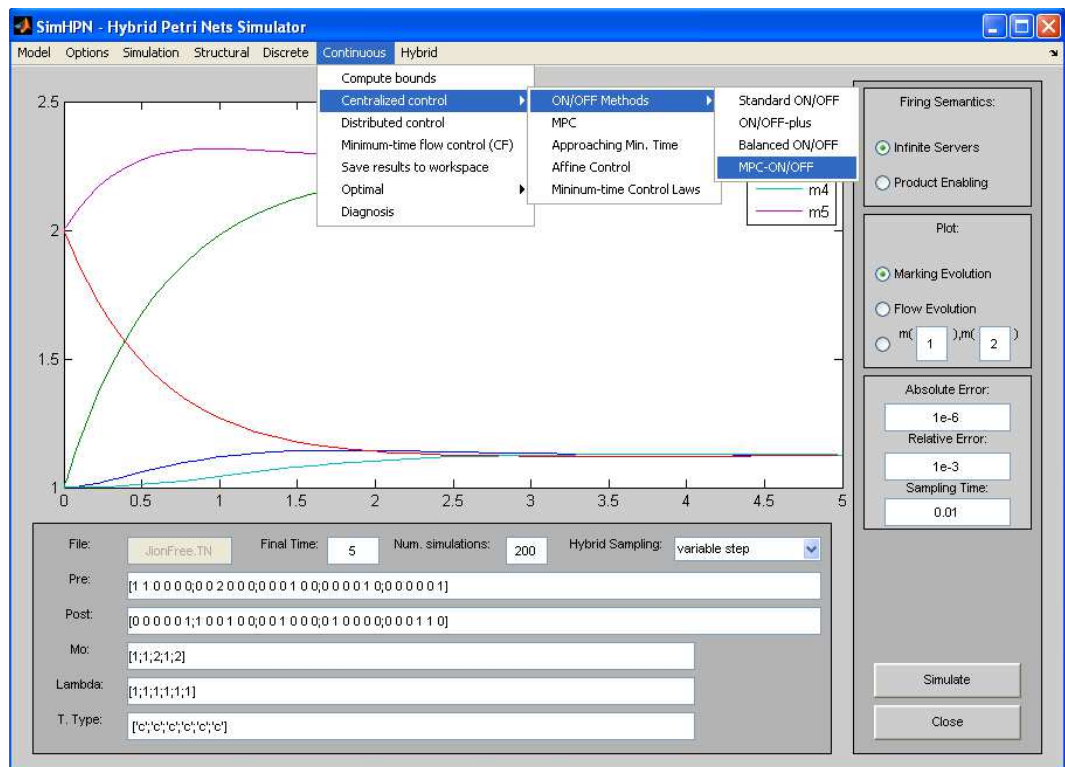 SimHPN - Hybrid Petri Nets Simulator
Model Options Simulation Structural Discrete Continuous Hybrid
Compute bounds
Centralized control
Distributed control
Minimum-time flow control (CF)
Save results to workspace
Optimal
Diagnosis
ON/OFF Methods
MPC
Approaching Min. Time
Affine Control
Mininum-time Control Laws
Standard ON/OFF
ON/OFF-plus
Balanced ON/OFF
MPC-ON/OFF
m4
m5
2.5
2
1.5
1
0 0.5 1 1.5 2 2.5 3 3.5 4 4.5 5
Firing Semantics:
Infinite Servers
Product Enabling
Plot:
Marking Evolution
Flow Evolution
m( 1 ),m( 2 )
Absolute Error:
1e-6
Relative Error:
1e-3
Sampling Time:
0.01
File: JionFree.TN Final Time: 5 Num. simulations: 200 Hybrid Sampling: variable step
Pre: [1 1 0 0 0 0;0 0 2 0 0 0;0 0 0 1 0 0;0 0 0 0 1 0;0 0 0 0 0 1]
Post: [0 0 0 0 0 1;1 0 0 1 0 0;0 0 1 0 0 0;0 1 0 0 0 0;0 0 0 1 1 0]
Mo: [1;1;2;1;2]
Lambda: [1;1;1;1;1;1]
T. Type: ['c';'c';'c';'c';'c';'c']
Simulate
Close